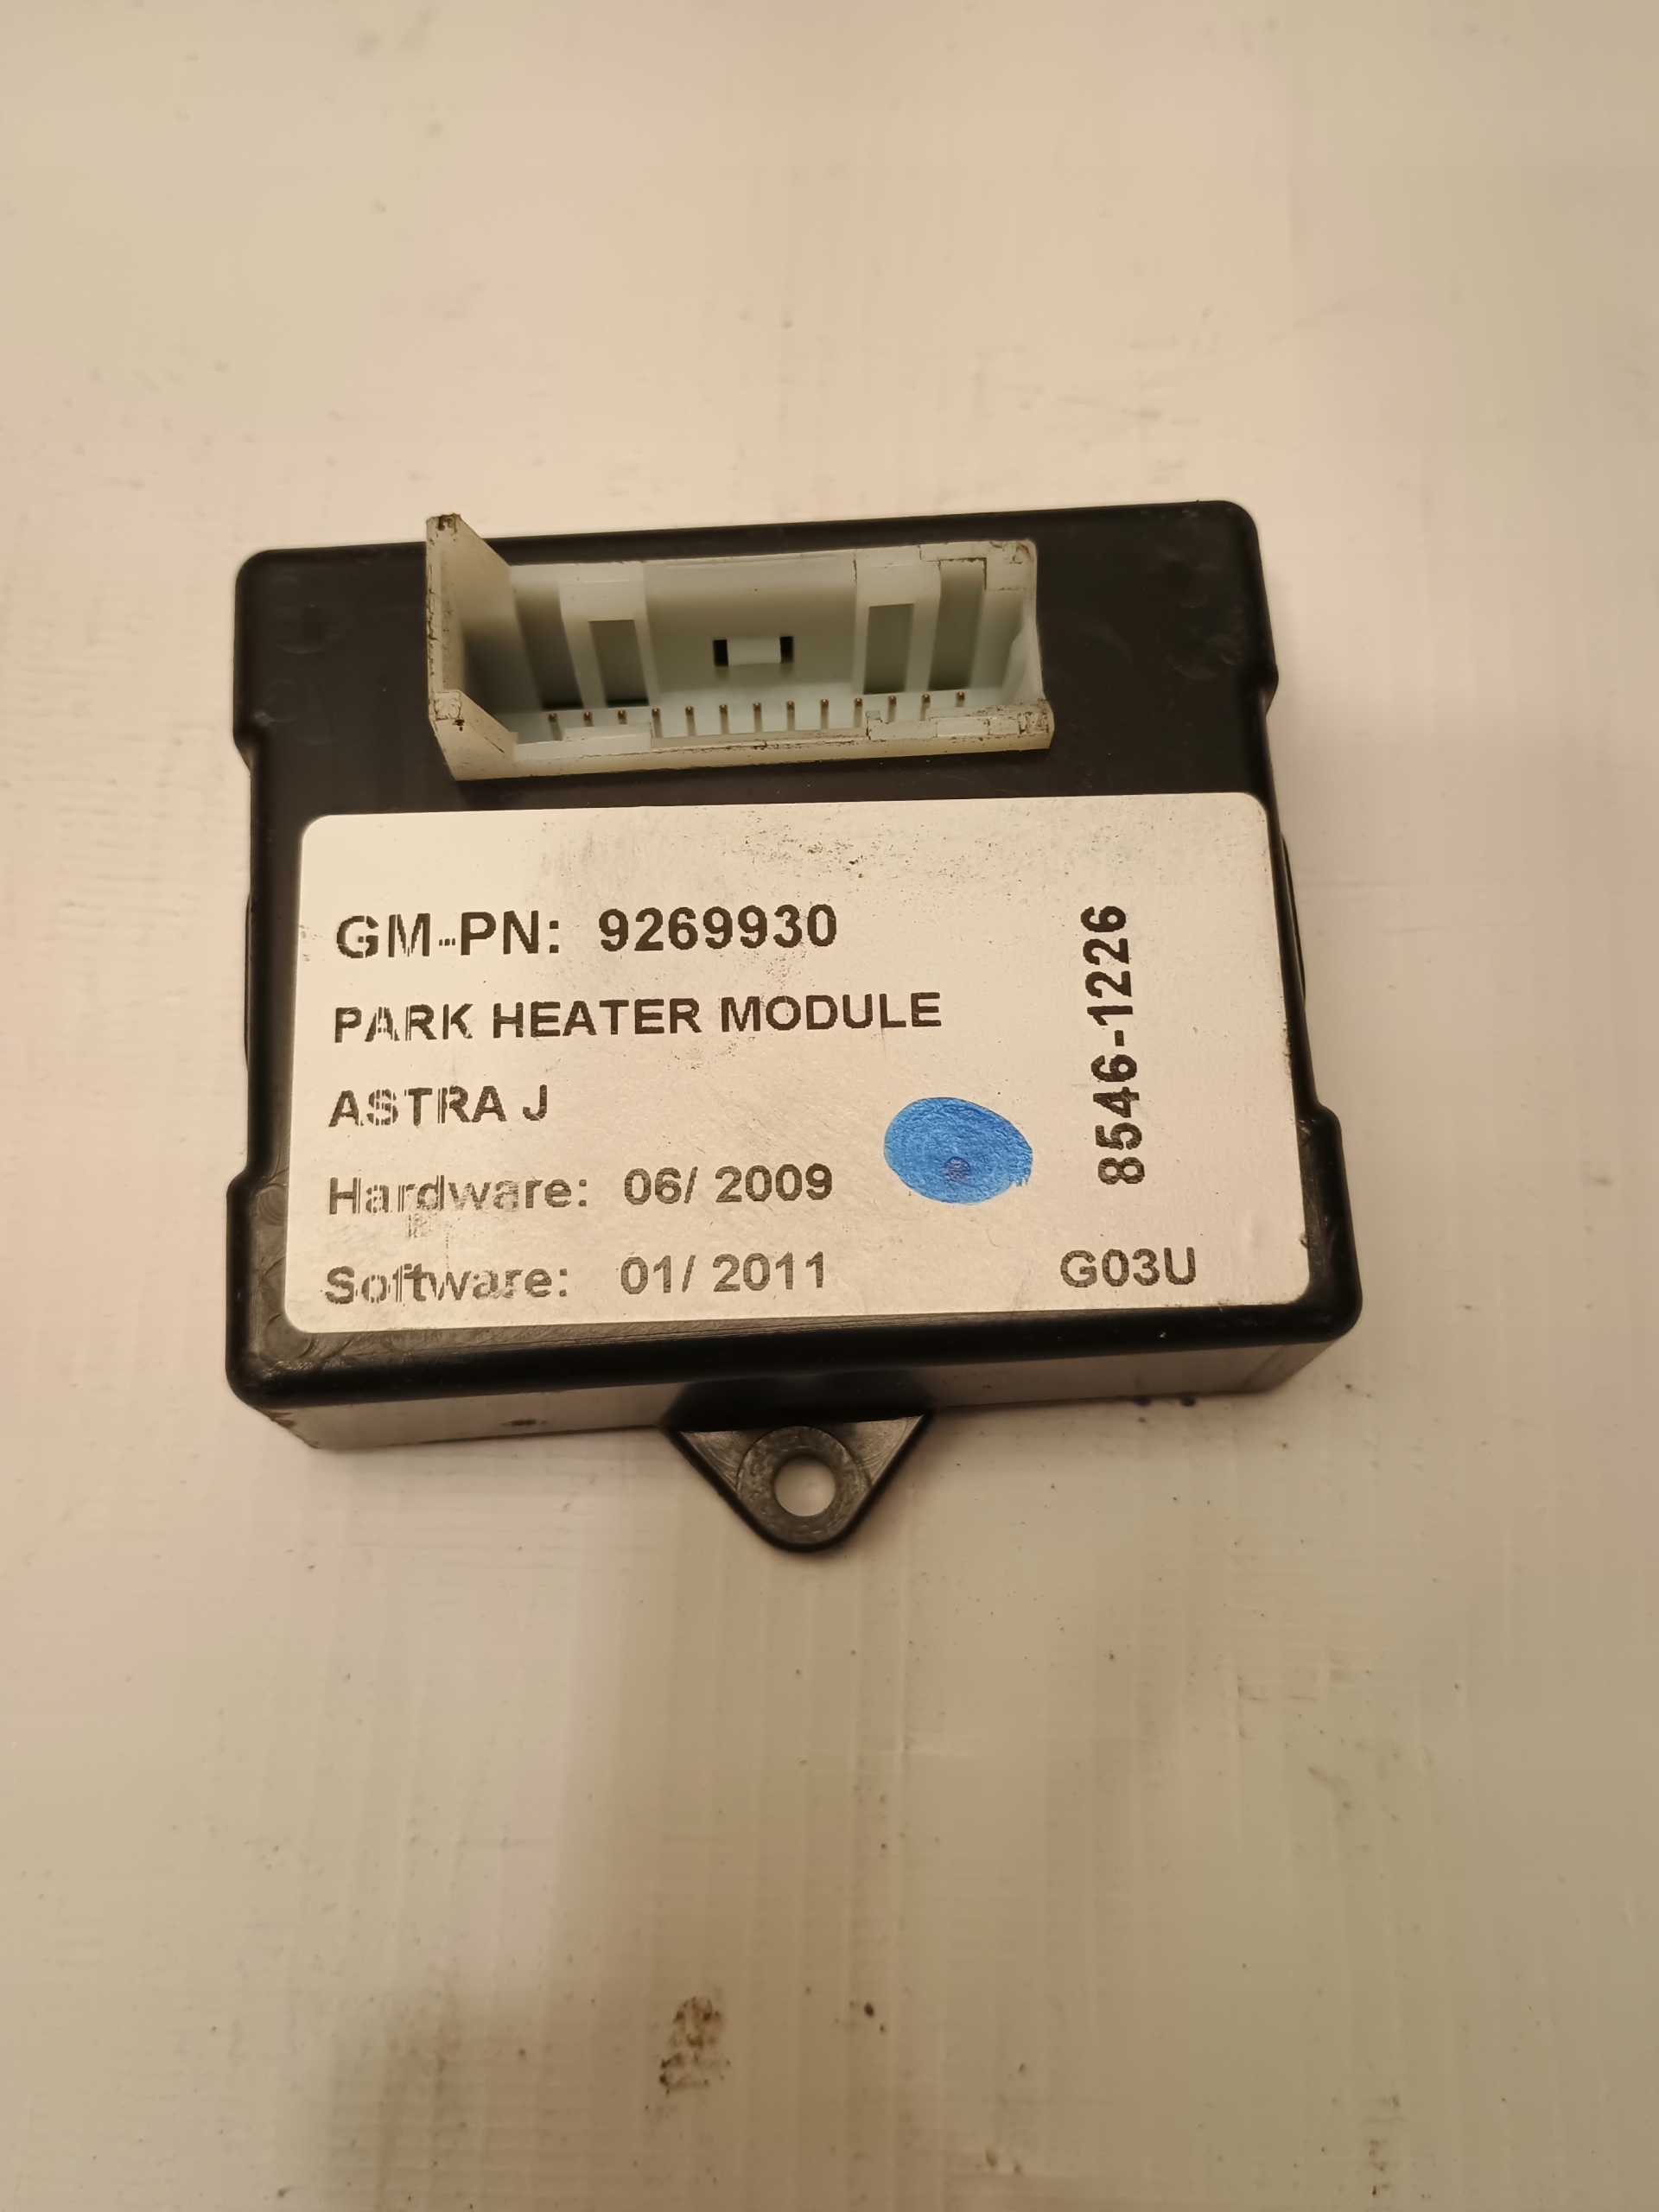 GM-PN: 9269930
PARK HEATER MODULE
ASTRA J
Hardware: 06/ 2009
Software: 01/ 2011
8546-1226
G03U